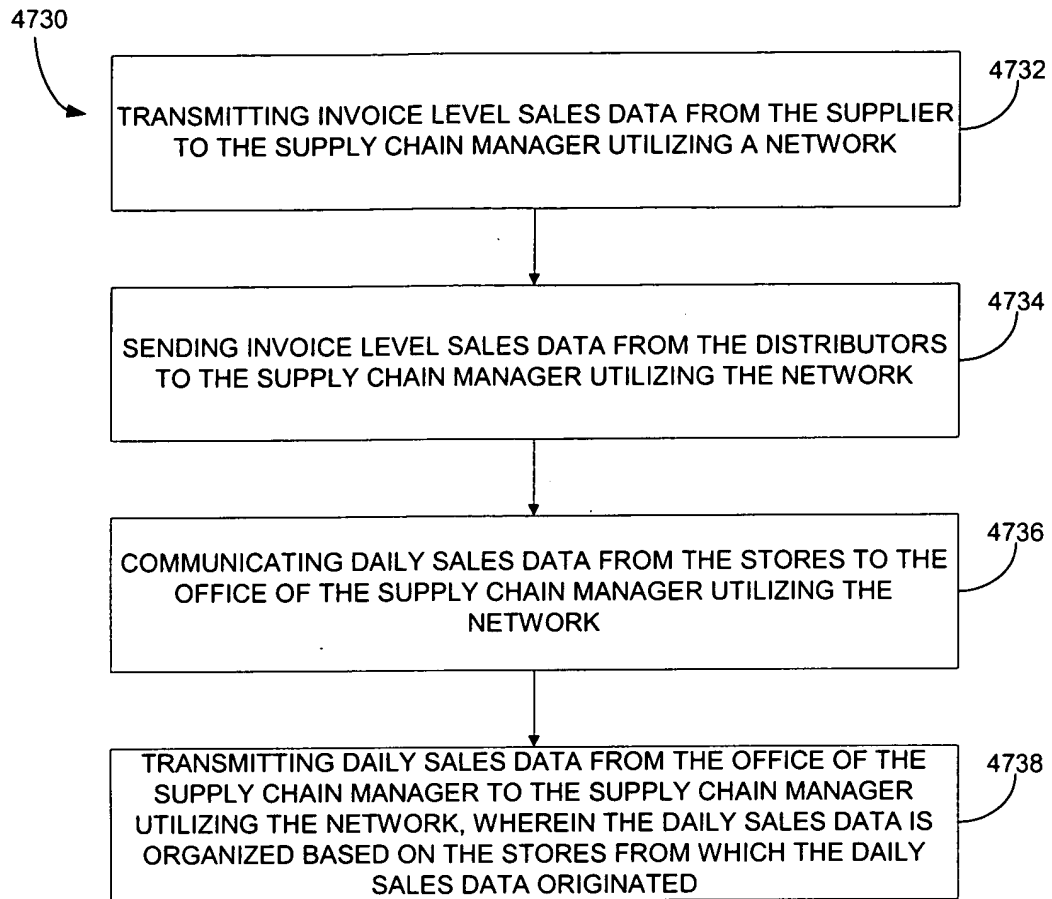 4730
4732
TRANSMITTING INVOICE LEVEL SALES DATA FROM THE SUPPLIER
TO THE SUPPLY CHAIN MANAGER UTILIZING A NETWORK
4734
SENDING INVOICE LEVEL SALES DATA FROM THE DISTRIBUTORS
TO THE SUPPLY CHAIN MANAGER UTILIZING THE NETWORK
4736
COMMUNICATING DAILY SALES DATA FROM THE STORES TO THE
OFFICE OF THE SUPPLY CHAIN MANAGER UTILIZING THE
NETWORK
4738
TRANSMITTING DAILY SALES DATA FROM THE OFFICE OF THE
SUPPLY CHAIN MANAGER TO THE SUPPLY CHAIN MANAGER
UTILIZING THE NETWORK, WHEREIN THE DAILY SALES DATA IS
ORGANIZED BASED ON THE STORES FROM WHICH THE DAILY
SALES DATA ORIGINATED